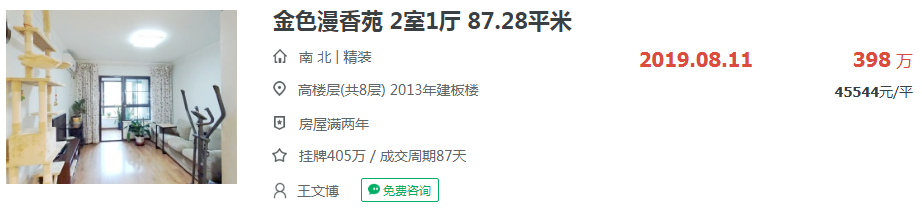 金色漫香苑 2室1厅 87.28平米
南 北 | 精装
2019.08.11
398 万
高楼层(共8层) 2013年建板楼
45544元/平
房屋满两年
挂牌405万 / 成交周期87天
王文博
免费咨询